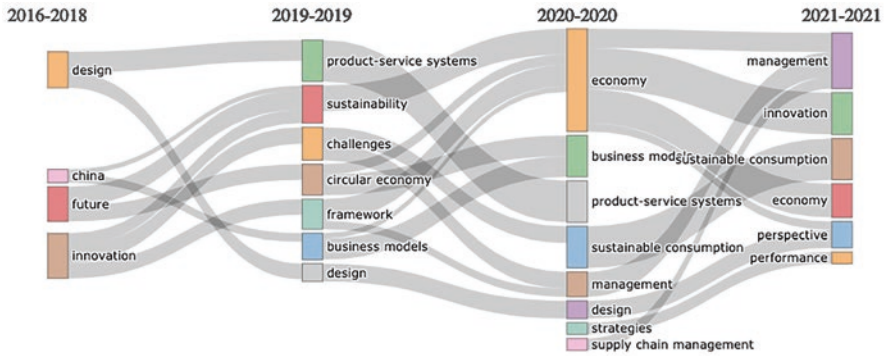 2016-2018
2019-2019
2020-2020
2021-2021
design
china
future
innovation
product-service systems
sustainability
challenges
circular economy
framework
business models
design
economy
business models
product-service systems
sustainable consumption
management
design
strategies
supply chain management
management
innovation
sustainable consumption
economy
perspective
performance